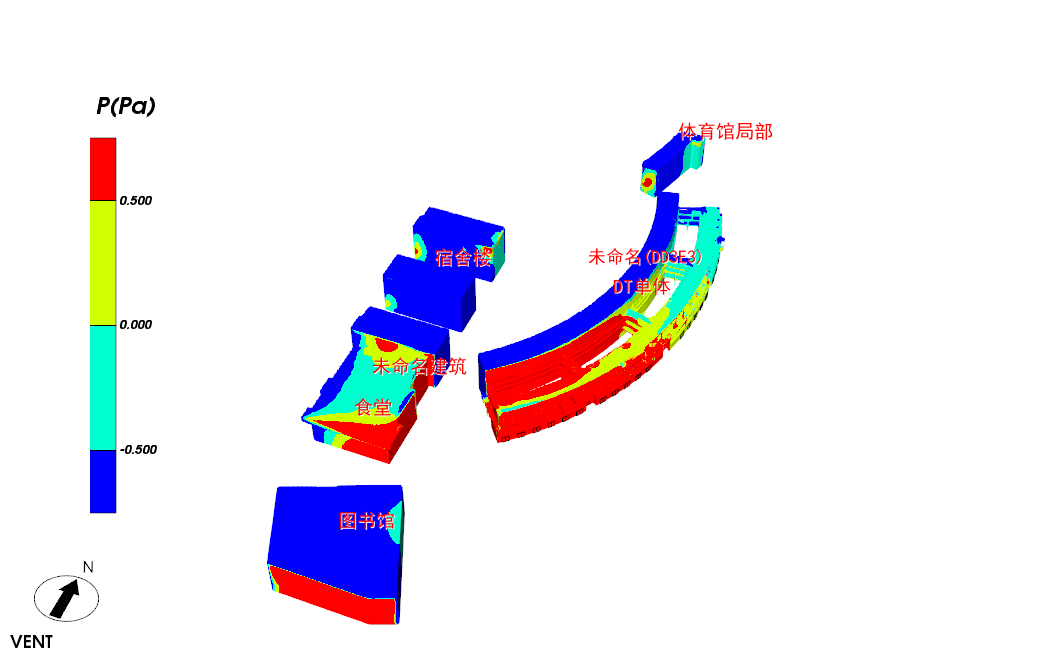 P(Pa)
0.500
0.000
-0.500
体育馆局部
宿舍楼
未命名(DD3E3)
DT单体
未命名建筑
食堂
图书馆
N
VENT